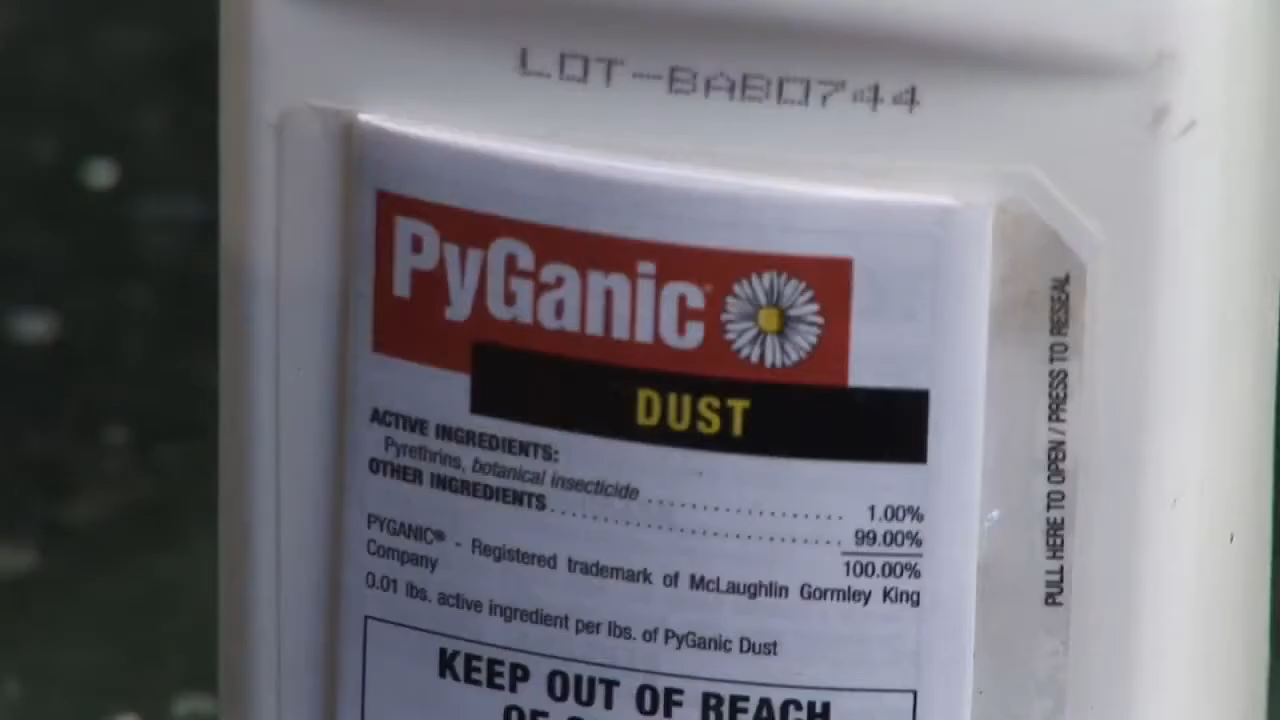 LOT-BAB0744
PyGanic
DUST
ACTIVE INGREDIENTS:
Pyrethrins, botanical insecticide ........................ 1.00%
OTHER INGREDIENTS ................................ 99.00%
100.00%
PYGANIC® - Registered trademark of McLaughlin Gormley King
Company
0.01 lbs. active ingredient per lbs. of PyGanic Dust
KEEP OUT OF REACH
OF
PULL HERE TO OPEN / PRESS TO RESEAL